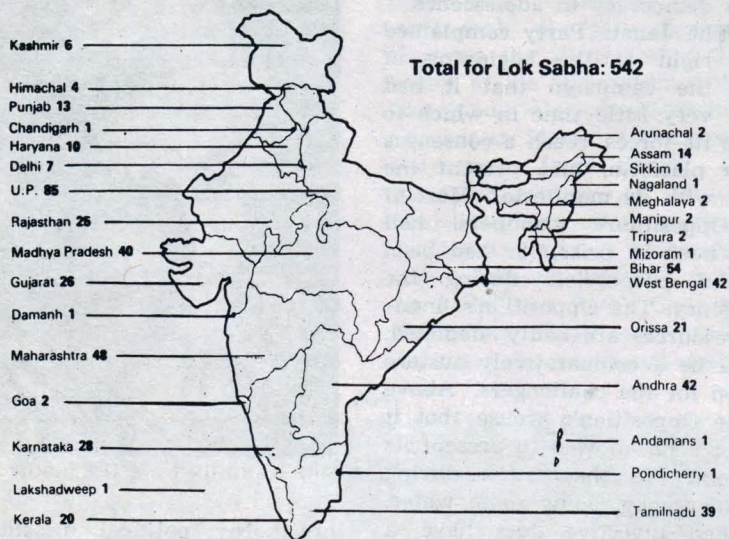 Total for Lok Sabha: 542
Kashmir 6
Himachal 4
Punjab 13
Chandigarh 1
Haryana 10
Delhi 7
U.P. 85
Rajasthan 25
Madhya Pradesh 40
Gujarat 26
Damanh 1
Maharashtra 48
Goa 2
Karnataka 28
Lakshadweep 1
Kerala 20
Arunachal 2
Assam 14
Sikkim 1
Nagaland 1
Meghalaya 2
Manipur 2
Tripura 2
Mizoram 1
Bihar 54
West Bengal 42
Orissa 21
Andhra 42
Andamans 1
Pondicherry 1
Tamilnadu 39